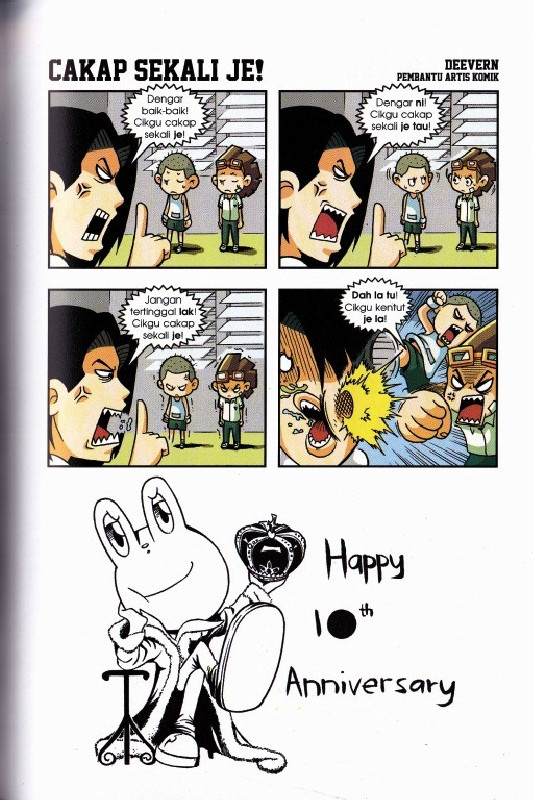 CAKAP SEKALI JE!
DEEVERN
PEMBANTU ARTIS KOMIK
Dengar
baik-baik!
Cikgu cakap
sekali je!
Dengar ni!
Cikgu cakap
sekali je tau!
Jangan
tertinggal lak!
Cikgu cakap
sekali je!
Dah la tu!
Cikgu kentut
je la!
Happy
10th
Anniversary